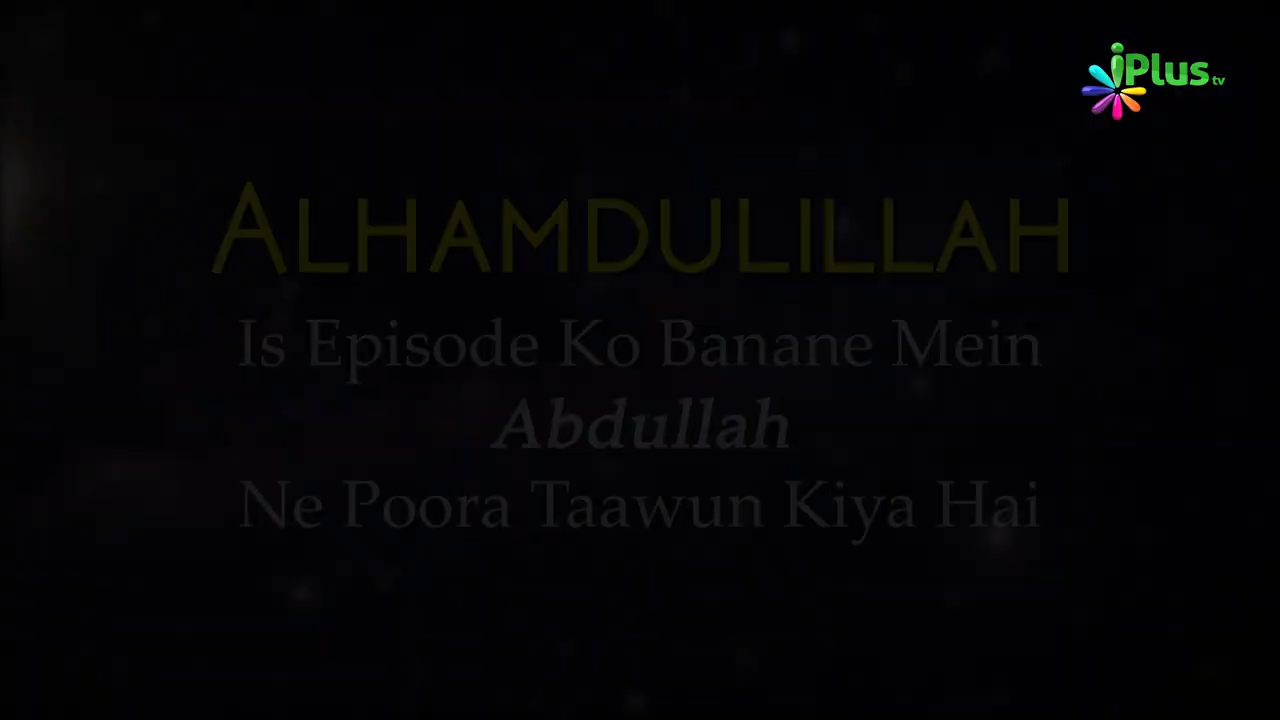 iPlus tv
ALHAMDULILLAH
Is Episode Ko Banane Mein
Abdullah
Ne Poora Taawun Kiya Hai